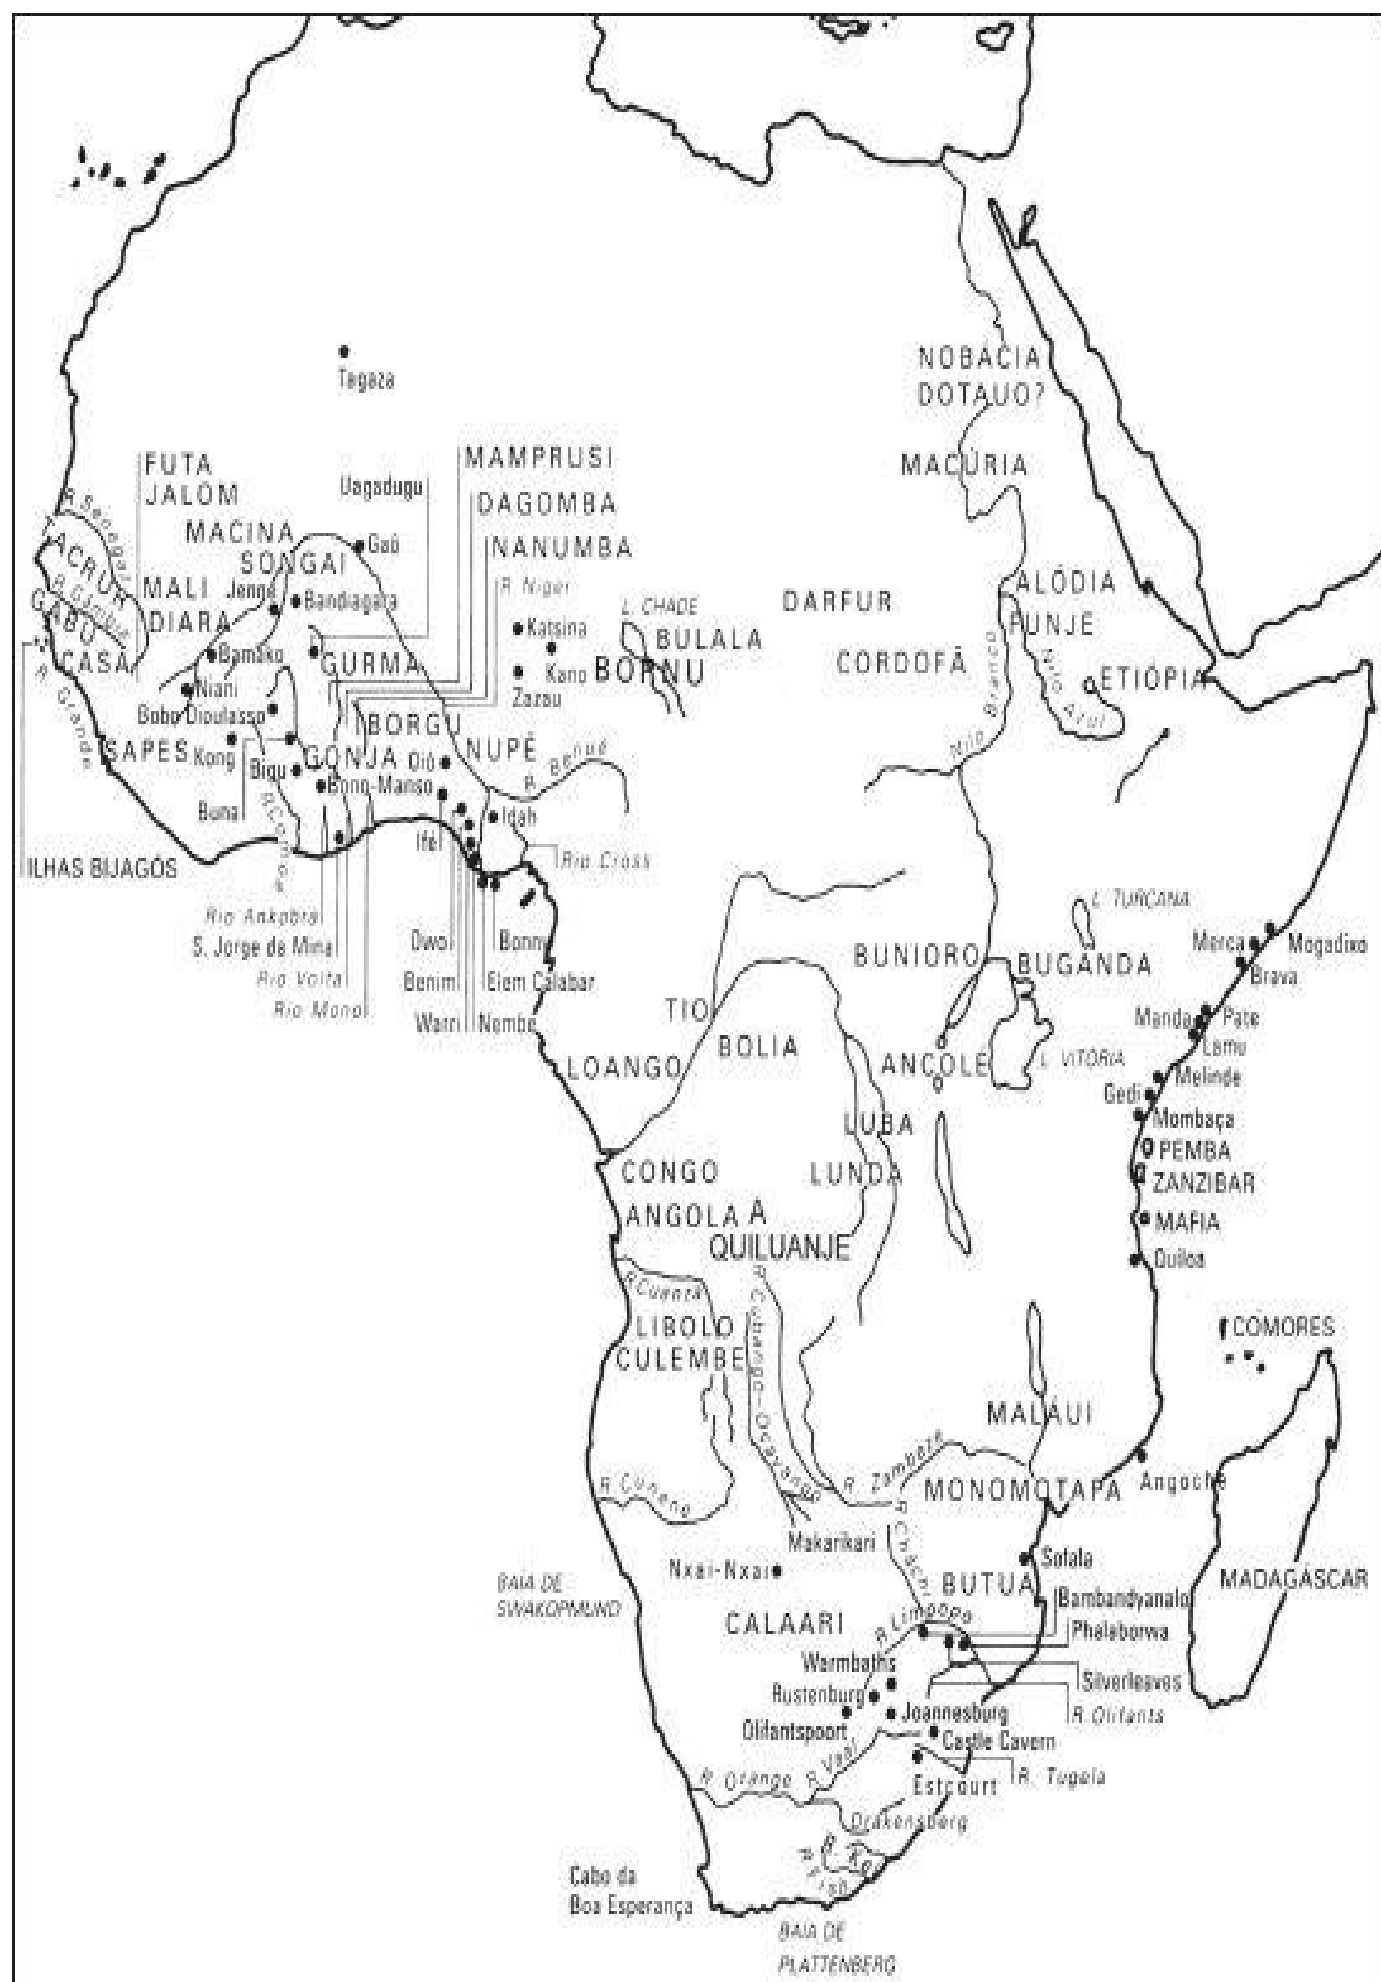 Tagaza
NOBÁCIA
DOTAUO?
MACÚRIA
FUTA
JALOM
Uagadugu
MAMPRUSI
DAGOMBA
NANUMBA
R. Niger
R. Senegal
MACINA
SONGAI
Gaô
MALI
Jenné
Bandiagara
DIARA
GABU
CASA
R. Grande
Bamako
GURMA
Niani
Bobo Dioulasso
SAPES
Kong
Bigu
Buna
GONJA
BORGU
NUPÊ
Oió
R. Benué
Bono-Manso
Ifé
Idah
Rio Cross
ILHAS BIJAGÓS
Rio Ankobra
S. Jorge da Mina
Rio Volta
Rio Mono
Owo
Benim
Warri
Bonny
Elem Calabar
Nembe
Katsina
Kano
Zazau
L. CHADE
BULALA
BORNU
DARFUR
CORDOFÃ
ALÓDIA
FUNJE
Nilo Branco
Nilo Azul
ETIÓPIA
L. TURCANA
BUNIORO
BUGANDA
Merca
Mogadixo
Brava
TIO
BOLIA
LOANGO
ANCOLE
L. VITÓRIA
Manda
Pate
Lamu
Melinde
Gedi
Mombaça
PEMBA
ZANZIBAR
MAFIA
Quíloa
LUBA
LUNDA
CONGO
ANGOLA A
QUILUANJE
R. Cuanza
LIBOLO
CULEMBE
R. Cubango-Ocavango
COMORES
MALÁUI
R. Cunene
R. Zambeze
MONOMOTAPA
Angoche
Makarikari
Nxai-Nxai
Sofala
BUTUA
Bambandyanalo
MADAGÁSCAR
BAÍA DE
SWAKOPMUND
CALAARI
R. Limpopo
Phalaborwa
Warmbaths
Silverleaves
Rustenburg
Joannesburg
R. Olifants
Olifantspoort
Castle Cavern
R. Orange
R. Vaal
Estcourt
R. Tugela
Drakensberg
Cabo da
Boa Esperança
BAÍA DE
PLATTENBERG